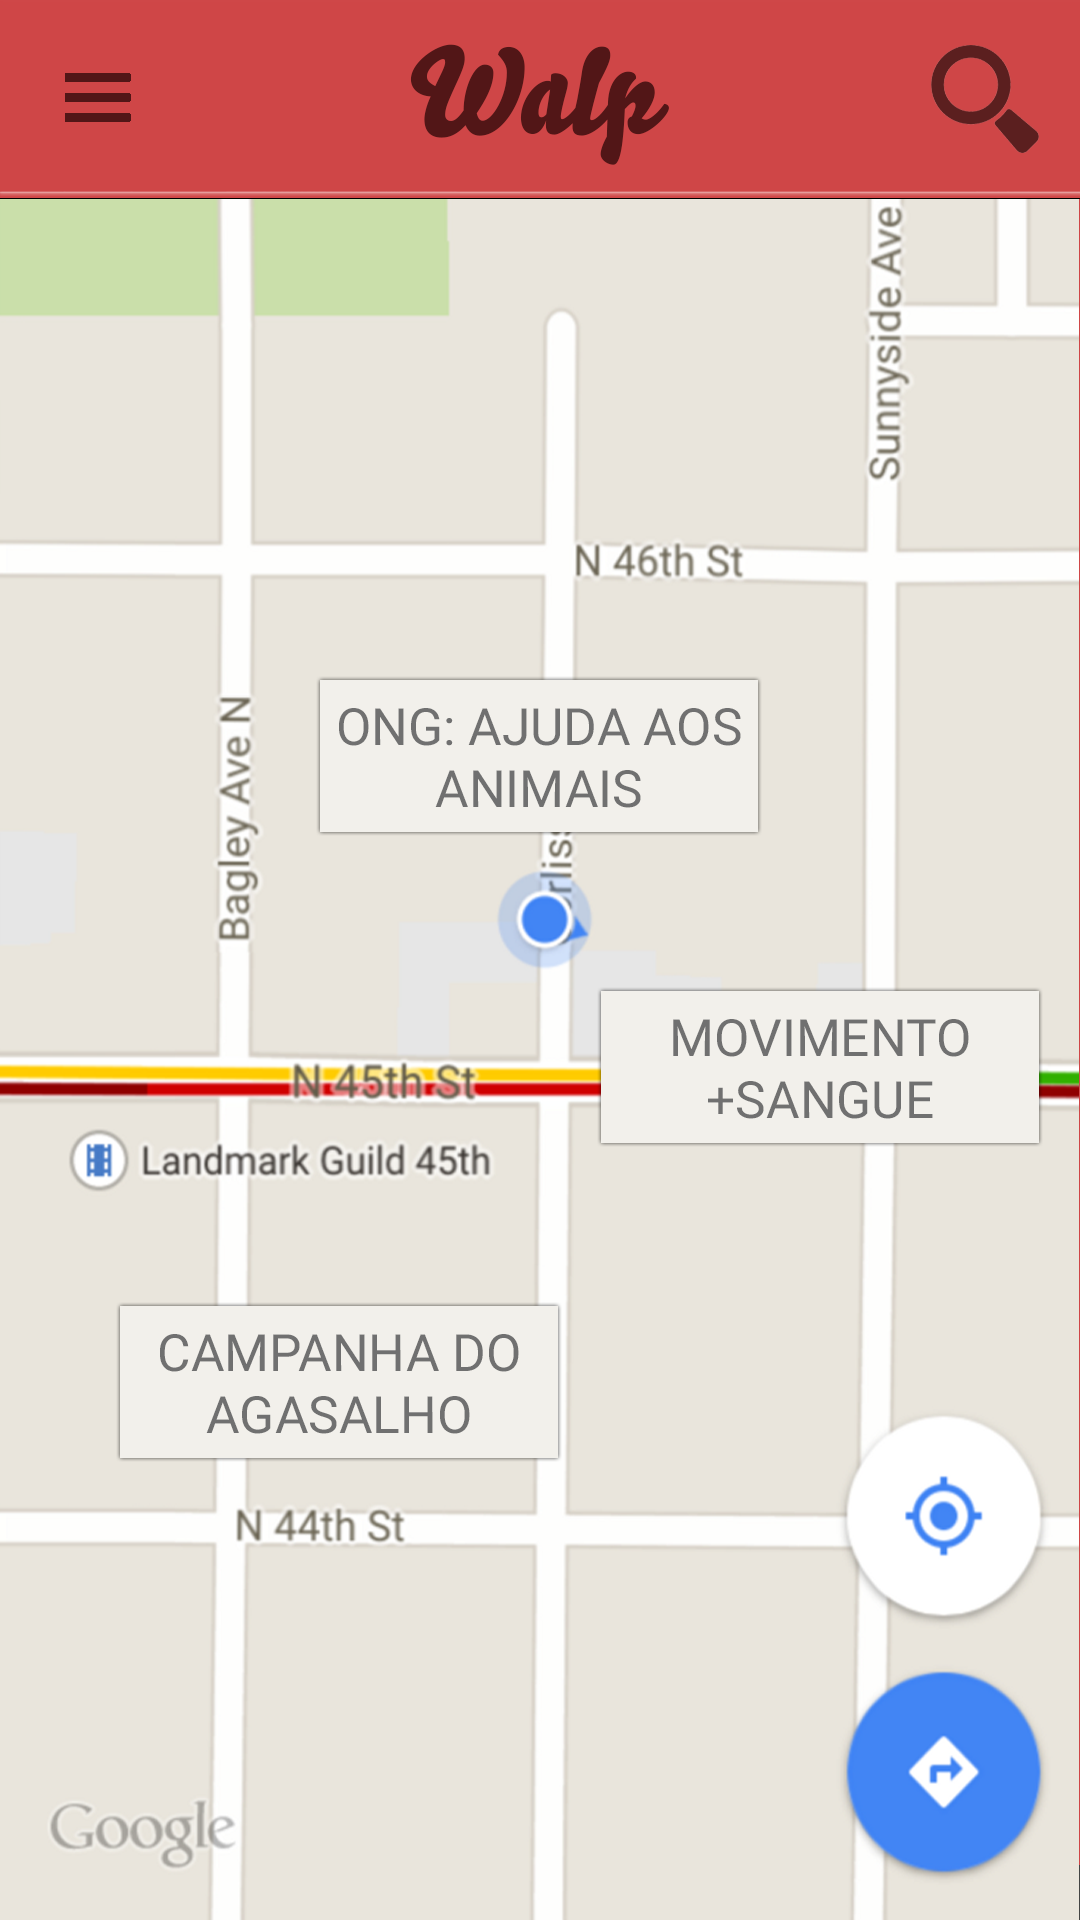 Walp
Sunnyside Ave
N 46th St
Bagley Ave N
ONG: AJUDA AOS
ANIMAIS
MOVIMENTO
+SANGUE
N 45th St
Landmark Guild 45th
CAMPANHA DO
AGASALHO
N 44th St
Google